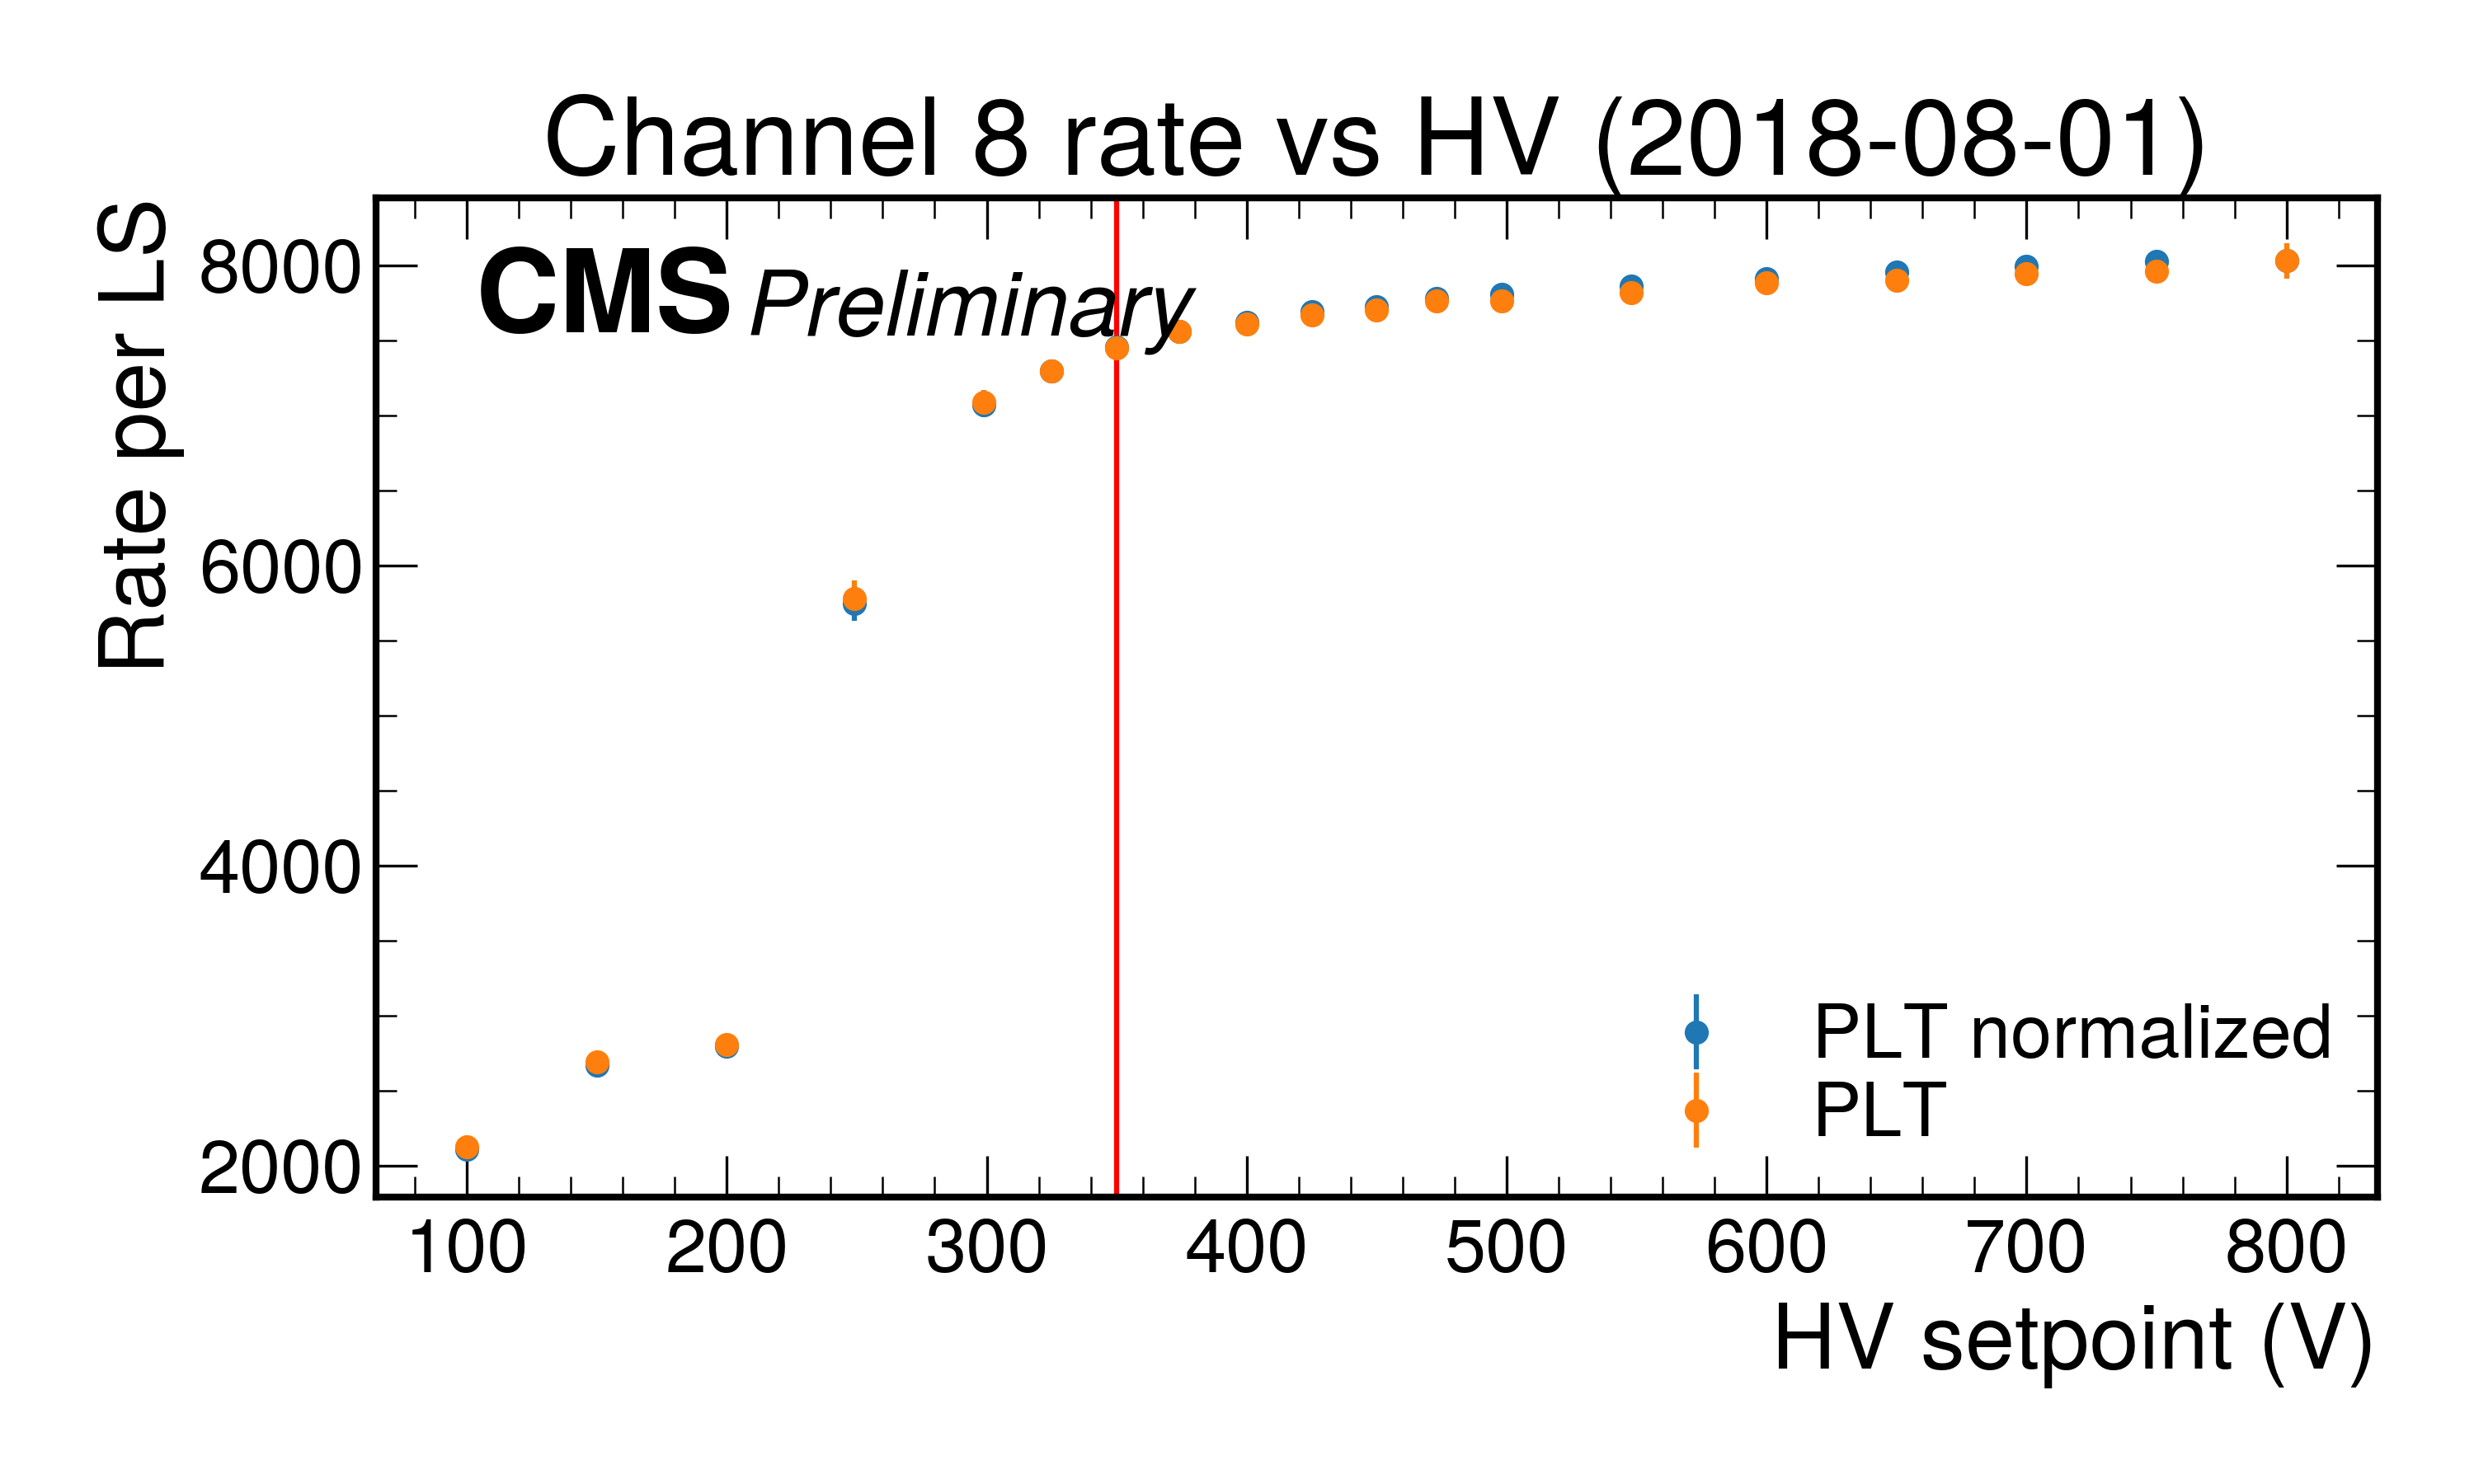 Channel 8 rate vs HV (2018-08-01)
Rate per LS
CMS Preliminary
8000
6000
4000
2000
PLT normalized
PLT
100 200 300 400 500 600 700 800
HV setpoint (V)